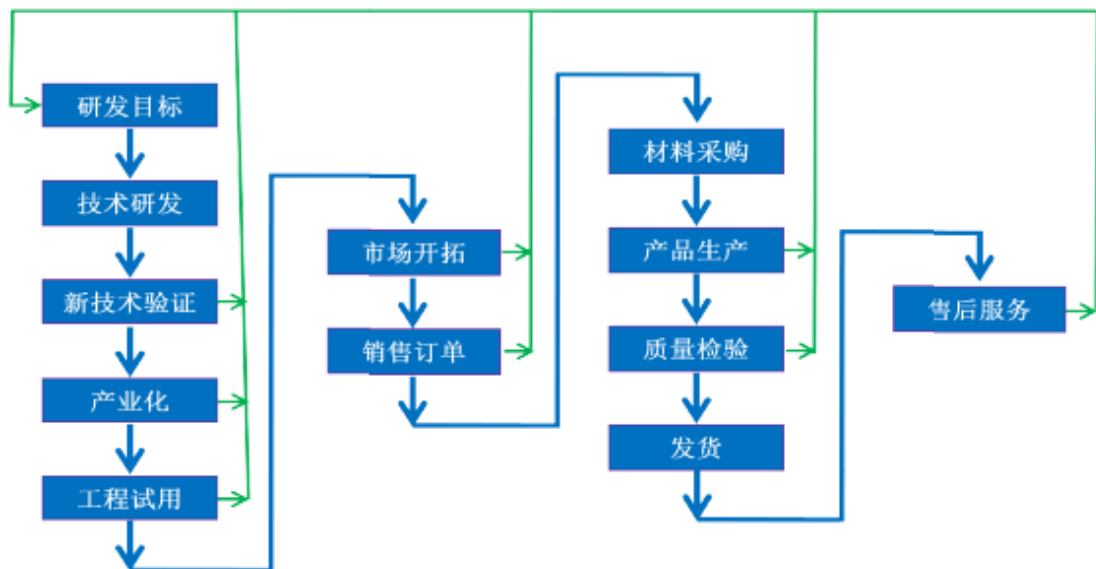 研发目标
技术研发
新技术验证
产业化
工程试用
市场开拓
销售订单
材料采购
产品生产
质量检验
发货
售后服务